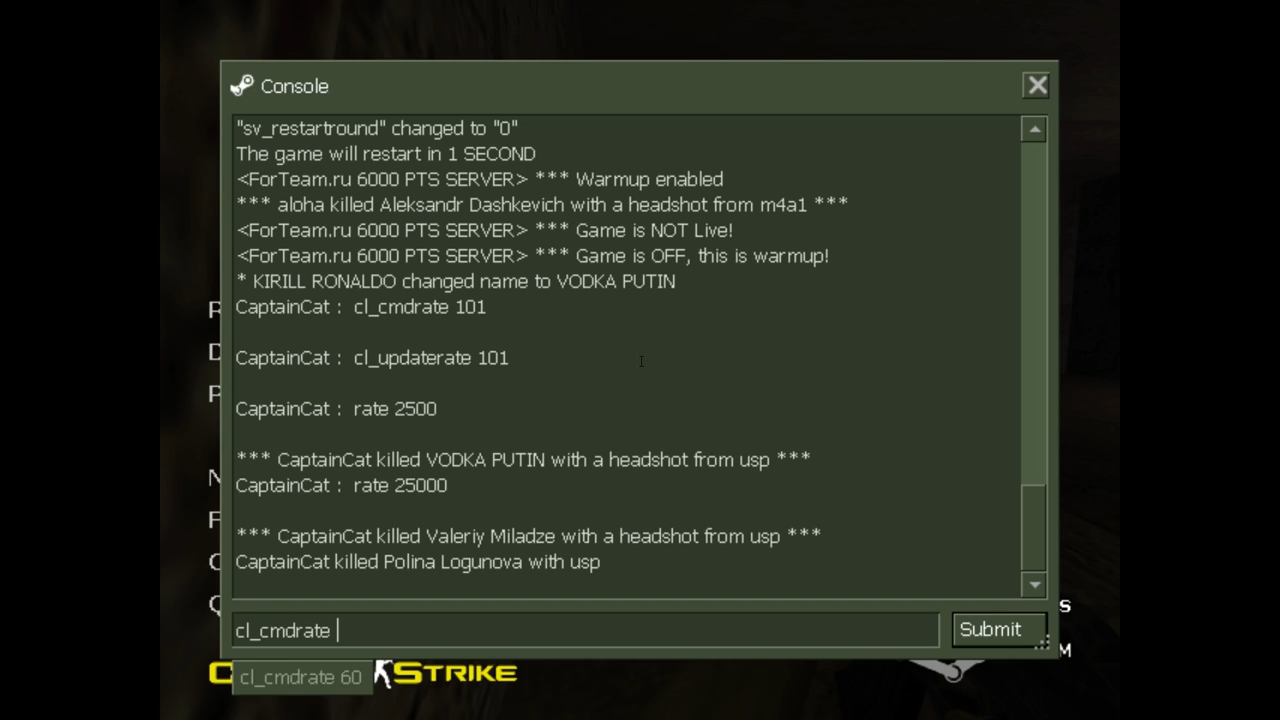 Console
"sv_restartround" changed to "0"
The game will restart in 1 SECOND
<ForTeam.ru 6000 PTS SERVER> *** Warmup enabled
*** aloha killed Aleksandr Dashkevich with a headshot from m4a1 ***
<ForTeam.ru 6000 PTS SERVER> *** Game is NOT Live!
<ForTeam.ru 6000 PTS SERVER> *** Game is OFF, this is warmup!
* KIRILL RONALDO changed name to VODKA PUTIN
CaptainCat : cl_cmdrate 101
CaptainCat : cl_updaterate 101
CaptainCat : rate 2500
*** CaptainCat killed VODKA PUTIN with a headshot from usp ***
CaptainCat : rate 25000
*** CaptainCat killed Valeriy Miladze with a headshot from usp ***
CaptainCat killed Polina Logunova with usp
cl_cmdrate
Submit
cl_cmdrate 60
STRIKE